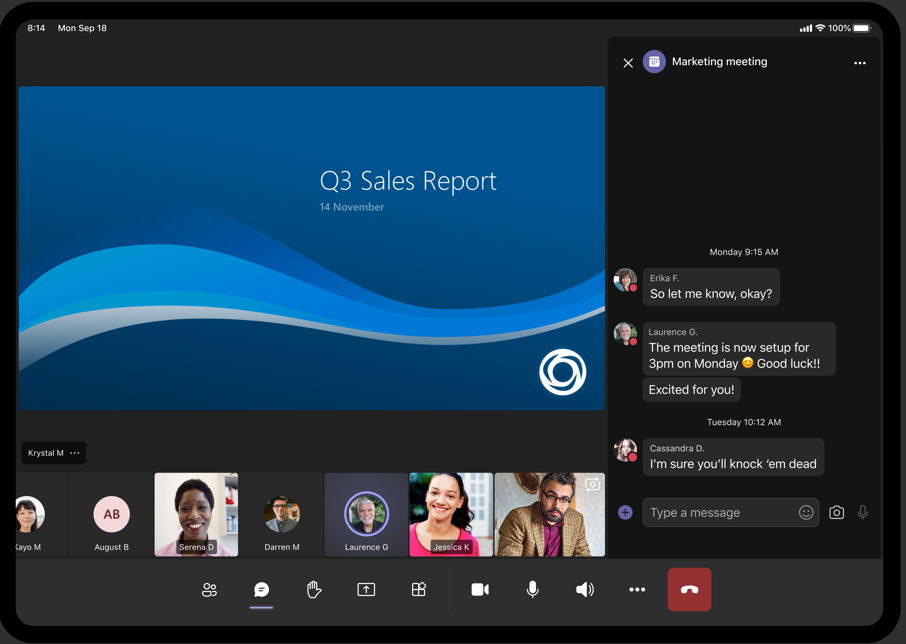 8:14 Mon Sep 18
100%
Marketing meeting
Q3 Sales Report
14 November
Monday 9:15 AM
Erika F.
So let me know, okay?
Laurence G.
The meeting is now setup for
3pm on Monday 😊 Good luck!!
Excited for you!
Tuesday 10:12 AM
Cassandra D.
I’m sure you’ll knock ‘em dead
Type a message
Krystal M
AB
Kayo M
August B
Serena D
Darren M
Laurence G
Jessica K